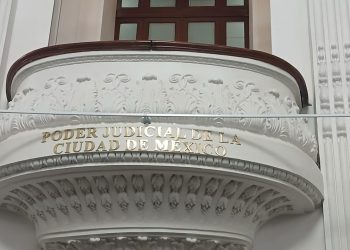 PODER JUDICIAL DE LA
CIUDAD DE MÉXICO